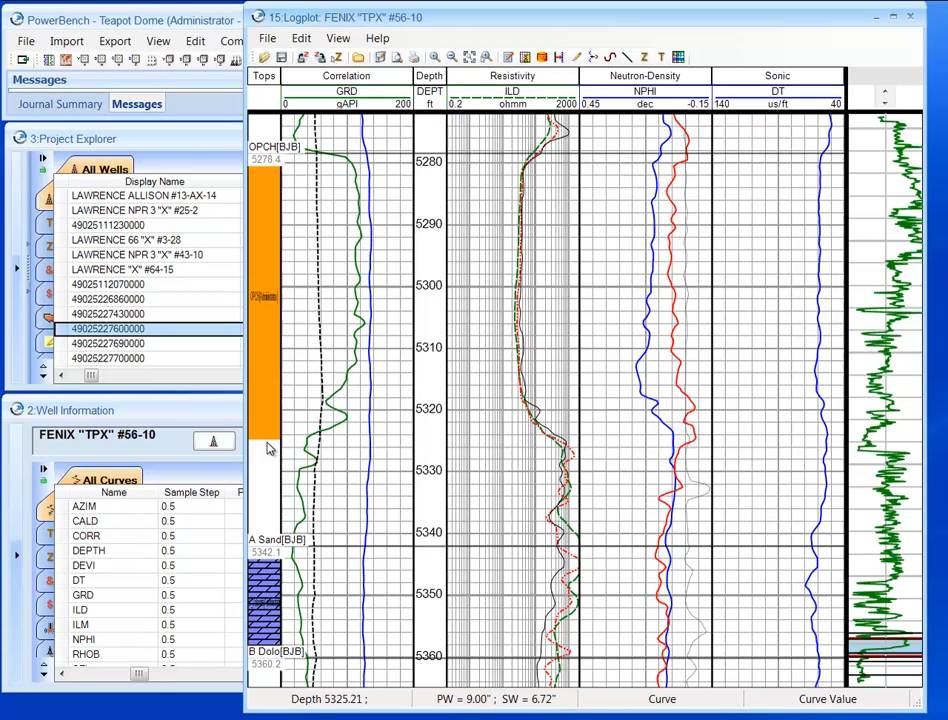 PowerBench - Teapot Dome (Administrator -
File Import Export View Edit Com
Messages
Journal Summary Messages
3:Project Explorer
All Wells
Display Name
LAWRENCE ALLISON #13-AX-14
LAWRENCE NPR 3 "X" #25-2
49025111230000
LAWRENCE 66 "X" #3-28
LAWRENCE NPR 3 "X" #43-10
LAWRENCE "X" #64-15
49025112070000
49025226860000
49025227430000
49025227600000
49025227690000
49025227700000
2:Well Information
FENIX "TPX" #56-10
All Curves
Name Sample Step
AZIM 0.5
CALD 0.5
CORR 0.5
DEPTH 0.5
DEVI 0.5
DT 0.5
GRD 0.5
ILD 0.5
ILM 0.5
NPHI 0.5
RHOB 0.5
15:Logplot: FENIX "TPX" #56-10
File Edit View Help
Tops Correlation Depth Resistivity Neutron-Density Sonic
GRD DEPT ILD NPHI DT
0 gAPI 200 ft 0.2 ohmm 2000 0.45 dec -0.15 140 us/ft 40
OPCH[BJB]
5278.4
5280
5290
5300
5310
5320
5330
5340
A Sand[BJB]
5342.1
5350
B Dolo[BJB]
5360.2
5360
Depth 5325.21 ; PW = 9.00" ; SW = 6.72" Curve Curve Value